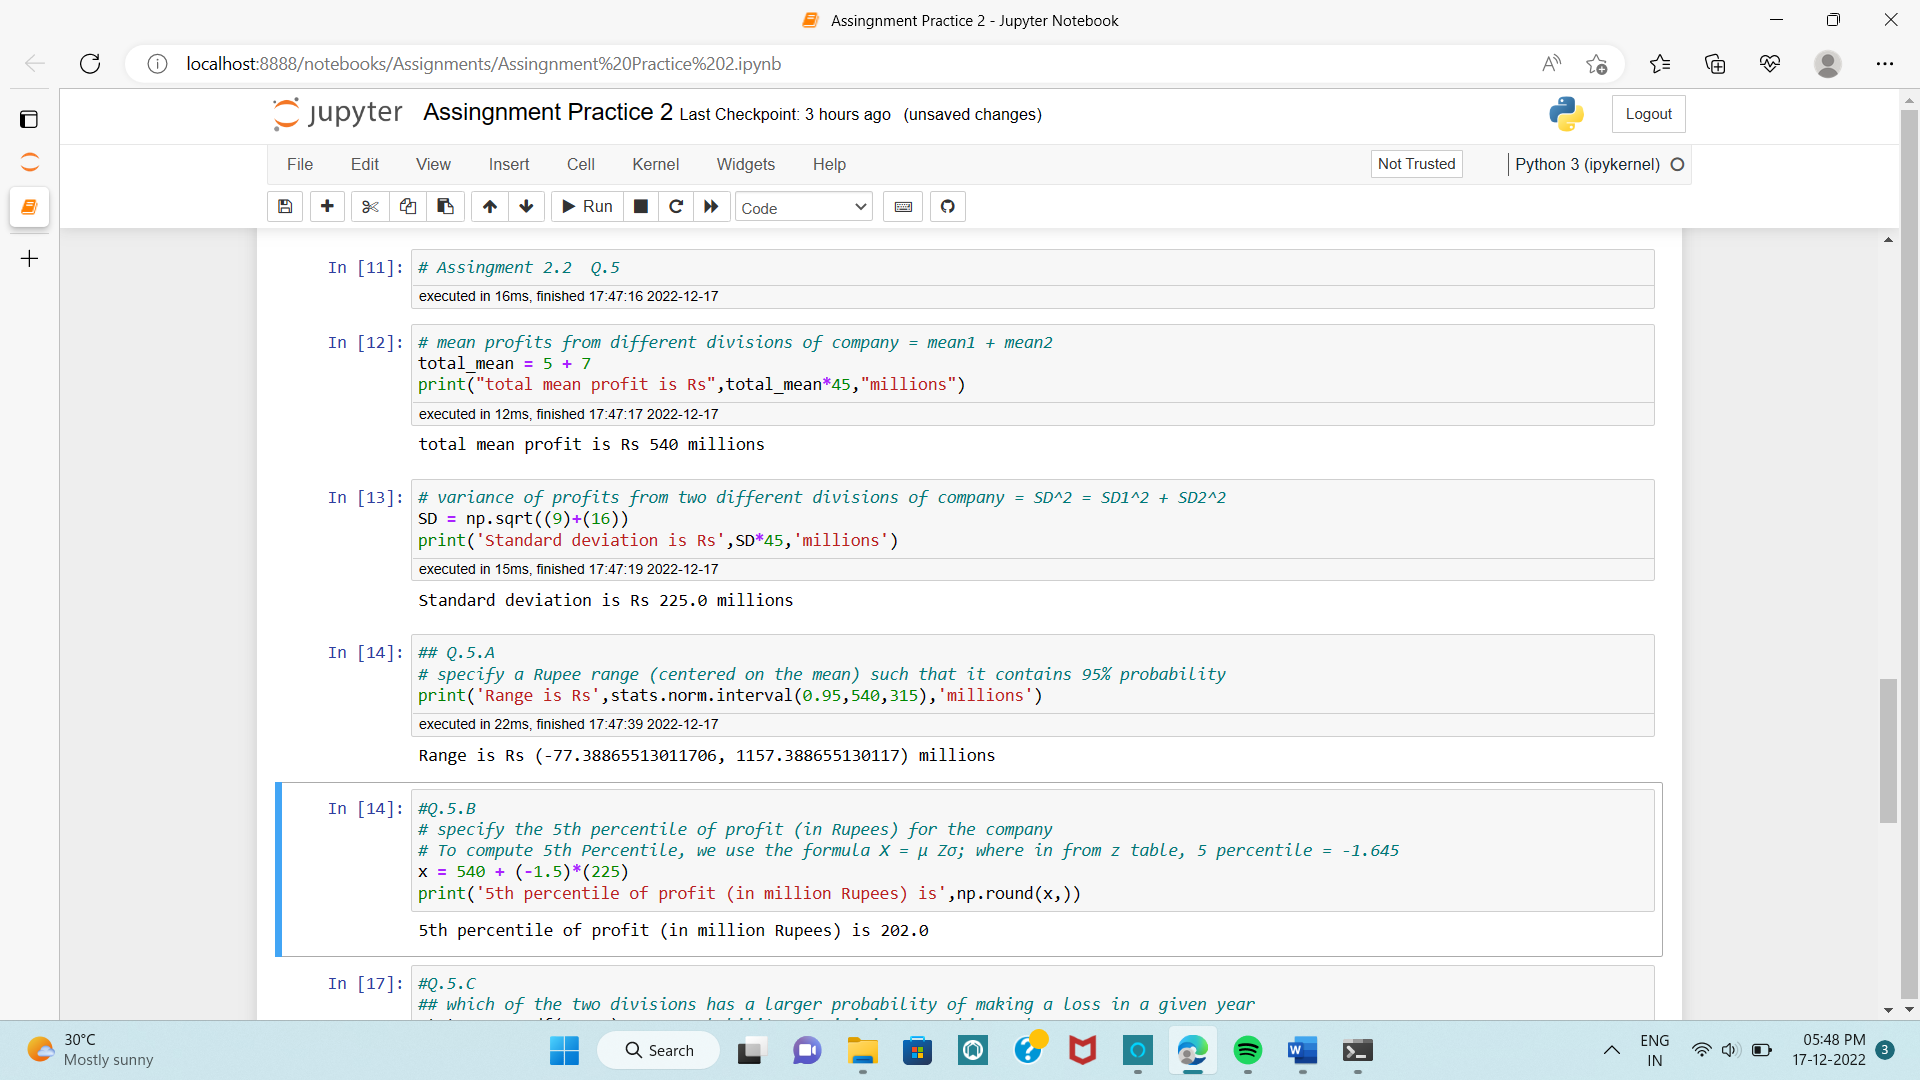 Assingnment Practice 2 - Jupyter Notebook
localhost:8888/notebooks/Assignments/Assingnment%20Practice%202.ipynb
jupyter Assingnment Practice 2 Last Checkpoint: 3 hours ago (unsaved changes)
Logout
File Edit View Insert Cell Kernel Widgets Help
Not Trusted
Python 3 (ipykernel)
Run
Code
In [11]: # Assingment 2.2  Q.5
executed in 16ms, finished 17:47:16 2022-12-17
In [12]: # mean profits from different divisions of company = mean1 + mean2
total_mean = 5 + 7
print("total mean profit is Rs",total_mean*45,"millions")
executed in 12ms, finished 17:47:17 2022-12-17
total mean profit is Rs 540 millions
In [13]: # variance of profits from two different divisions of company = SD^2 = SD1^2 + SD2^2
SD = np.sqrt((9)+(16))
print('Standard deviation is Rs',SD*45,'millions')
executed in 15ms, finished 17:47:19 2022-12-17
Standard deviation is Rs 225.0 millions
In [14]: ## Q.5.A
# specify a Rupee range (centered on the mean) such that it contains 95% probability
print('Range is Rs',stats.norm.interval(0.95,540,315),'millions')
executed in 22ms, finished 17:47:39 2022-12-17
Range is Rs (-77.38865513011706, 1157.388655130117) millions
In [14]: #Q.5.B
# specify the 5th percentile of profit (in Rupees) for the company
# To compute 5th Percentile, we use the formula X = μ Zσ; where in from z table, 5 percentile = -1.645
x = 540 + (-1.5)*(225)
print('5th percentile of profit (in million Rupees) is',np.round(x,))
5th percentile of profit (in million Rupees) is 202.0
In [17]: #Q.5.C
## which of the two divisions has a larger probability of making a loss in a given year
30°C
Mostly sunny
Search
ENG
IN
05:48 PM
17-12-2022
3